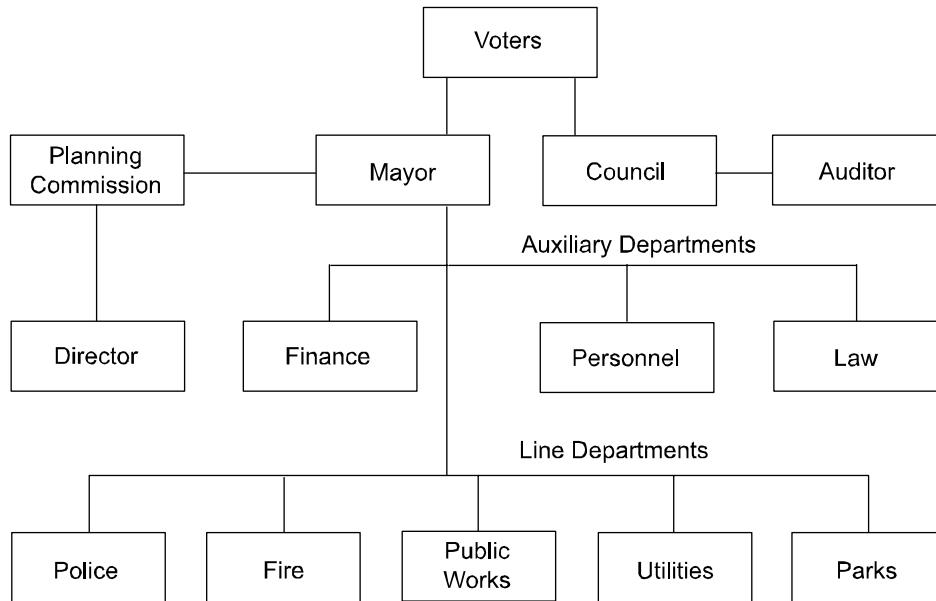 Voters
Planning
Commission
Mayor
Council
Auditor
Auxiliary Departments
Director
Finance
Personnel
Law
Line Departments
Police
Fire
Public
Works
Utilities
Parks